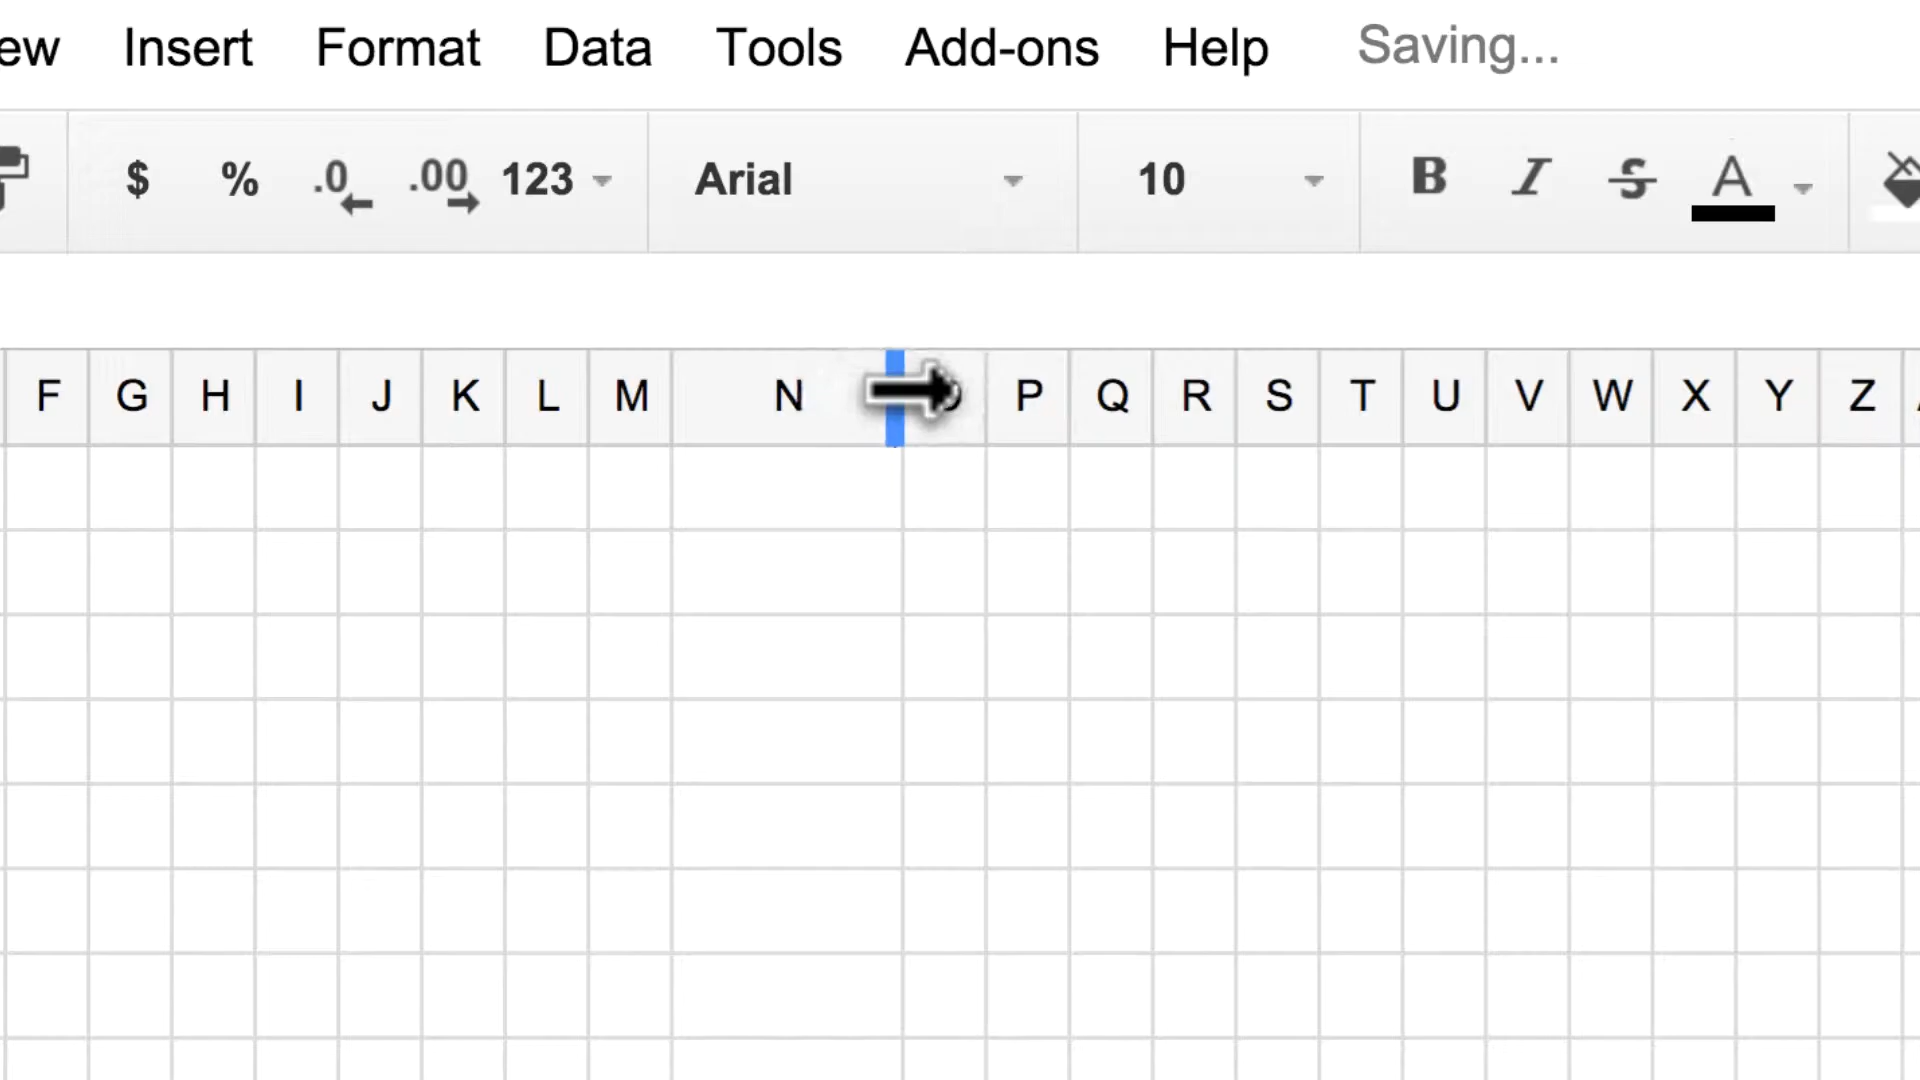 ew Insert Format Data Tools Add-ons Help Saving...
$ % .0 .00 123 Arial 10 B I S A
F G H I J K L M N P Q R S T U V W X Y Z